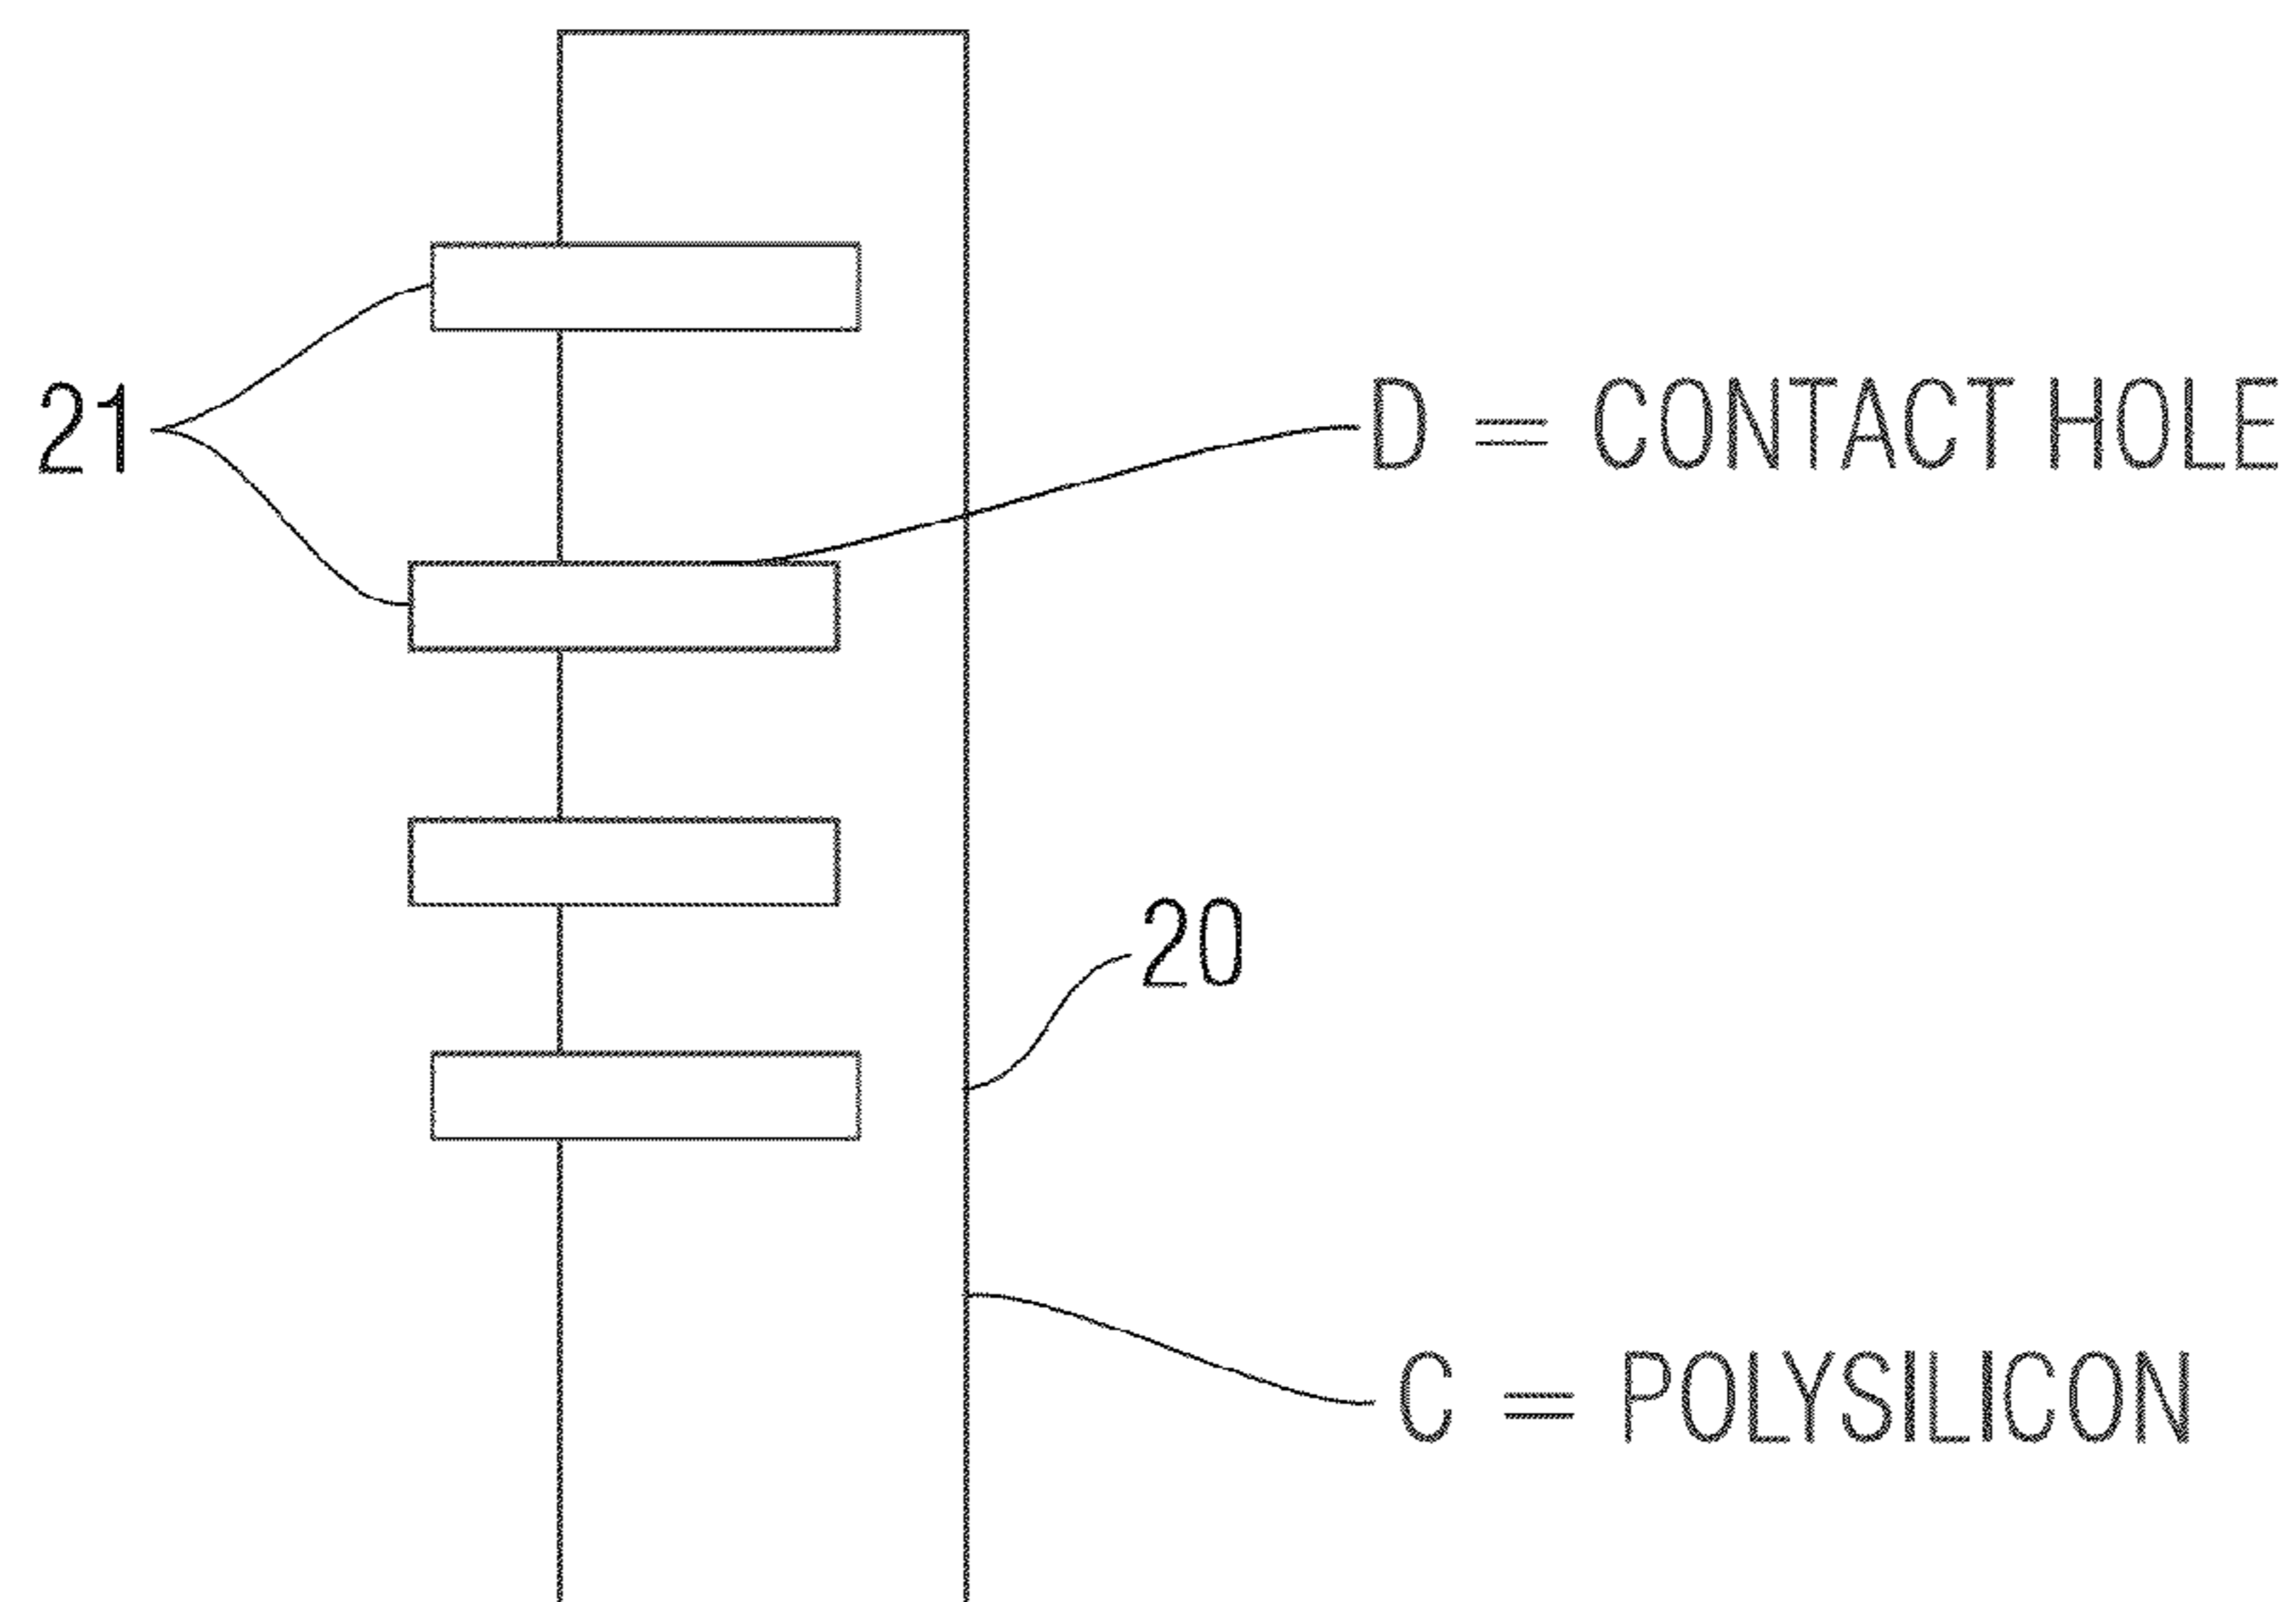 21
D = CONTACT HOLE
20
C = POLYSILICON